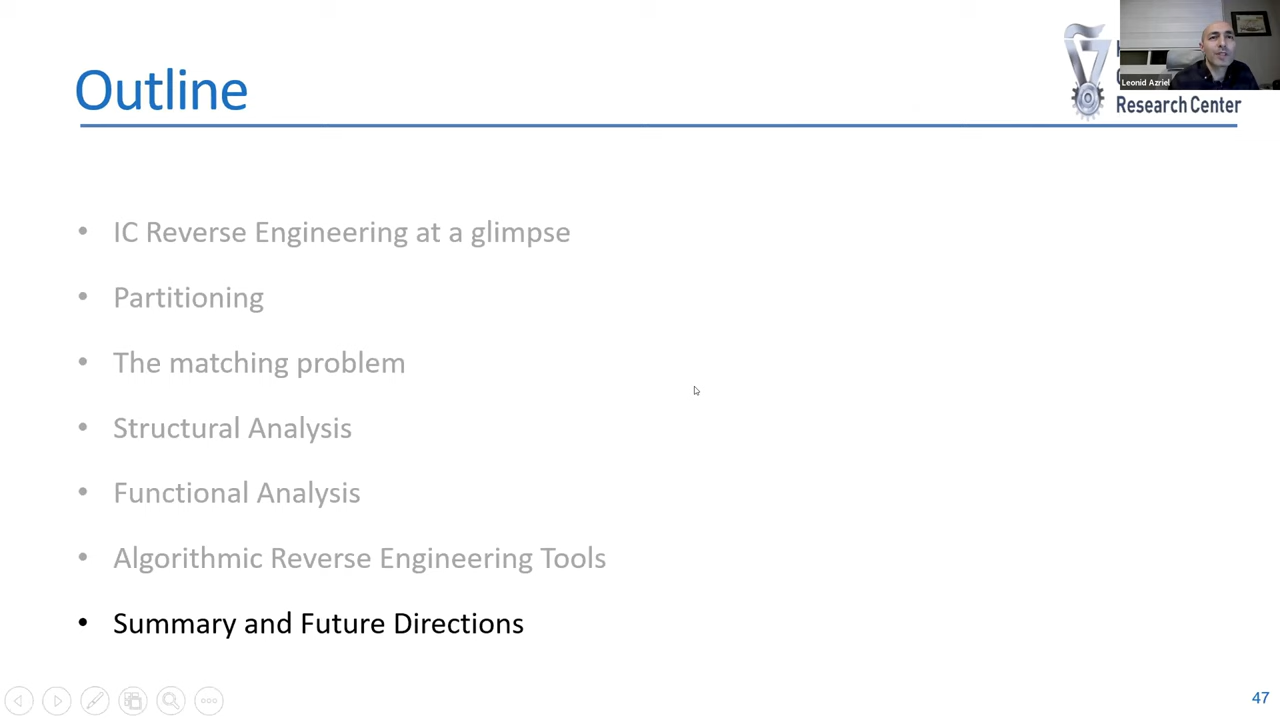 Outline
Leonid Azriel
Research Center
• IC Reverse Engineering at a glimpse
• Partitioning
• The matching problem
• Structural Analysis
• Functional Analysis
• Algorithmic Reverse Engineering Tools
• Summary and Future Directions
47